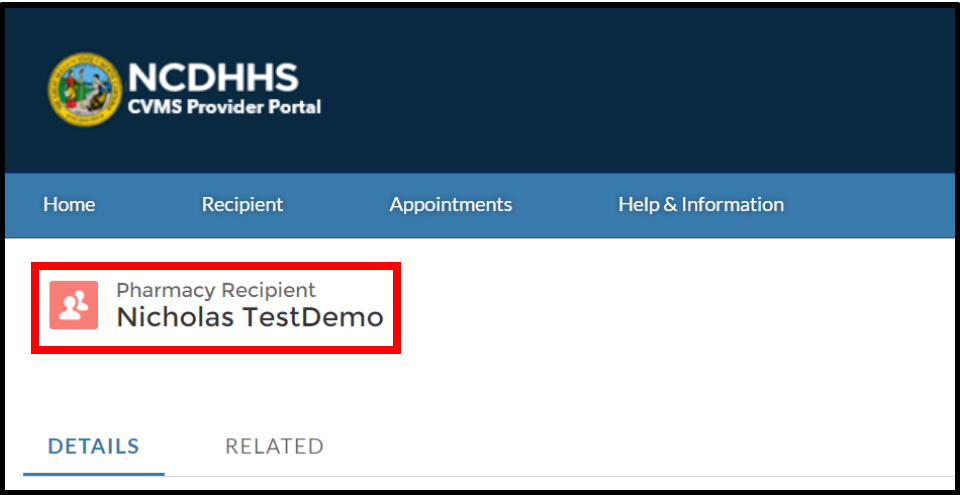 NCDHHS
CVMS Provider Portal
Home Recipient Appointments Help & Information
Pharmacy Recipient
Nicholas TestDemo
DETAILS RELATED